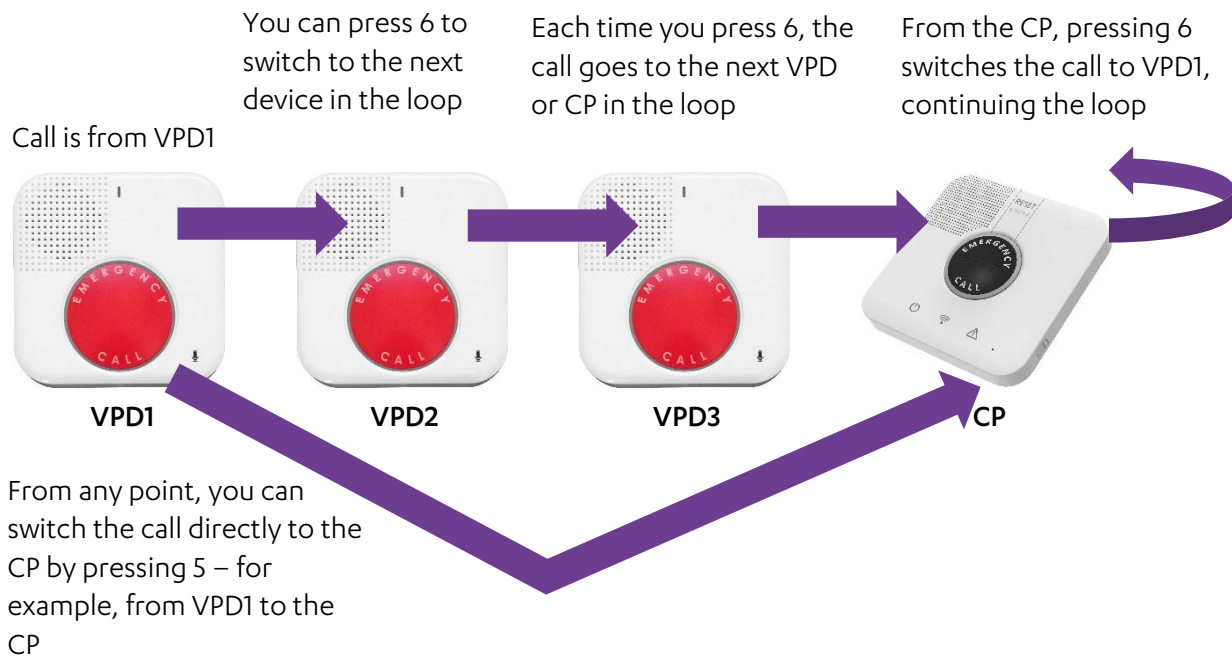 You can press 6 to
switch to the next
device in the loop
Each time you press 6, the
call goes to the next VPD
or CP in the loop
From the CP, pressing 6
switches the call to VPD1,
continuing the loop
Call is from VPD1
EMERGENCY
CALL
EMERGENCY
CALL
EMERGENCY
CALL
RESET
EMERGENCY
CALL
VPD1
VPD2
VPD3
CP
From any point, you can
switch the call directly to the
CP by pressing 5 – for
example, from VPD1 to the
CP